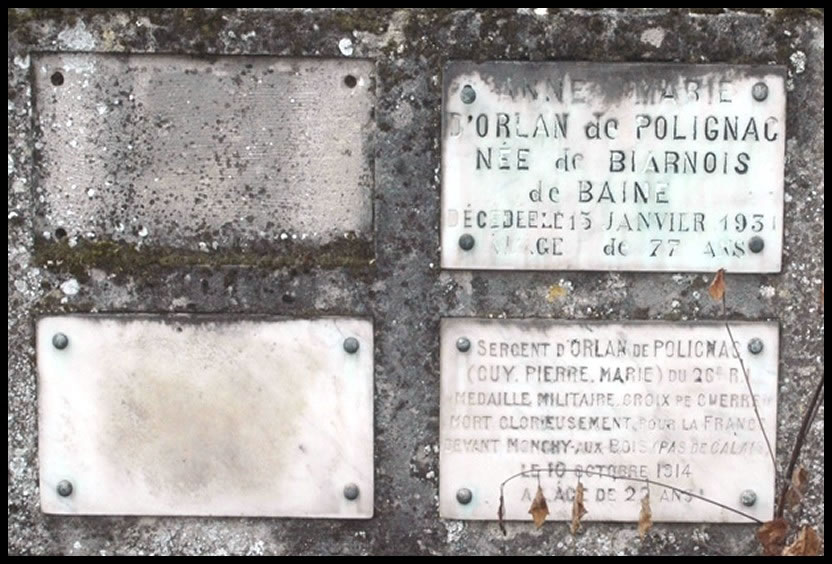 ANNE MARIE
D'ORLAN de POLIGNAC
NÉE de BIARNOIS
de BAINE
DÉCÉDÉE LE 13 JANVIER 1931
AGE de 77 ANS
SERGENT D'ORLAN DE POLIGNAC
(GUY, PIERRE, MARIE) DU 26E R.I
MEDAILLE MILITAIRE, CROIX DE GUERRE
MORT GLORIEUSEMENT, POUR LA FRANCE
DEVANT MONCHY-AUX BOIS (PAS DE CALAIS)
LE 10 OCTOBRE 1914
A L'ÂGE DE 22 ANS